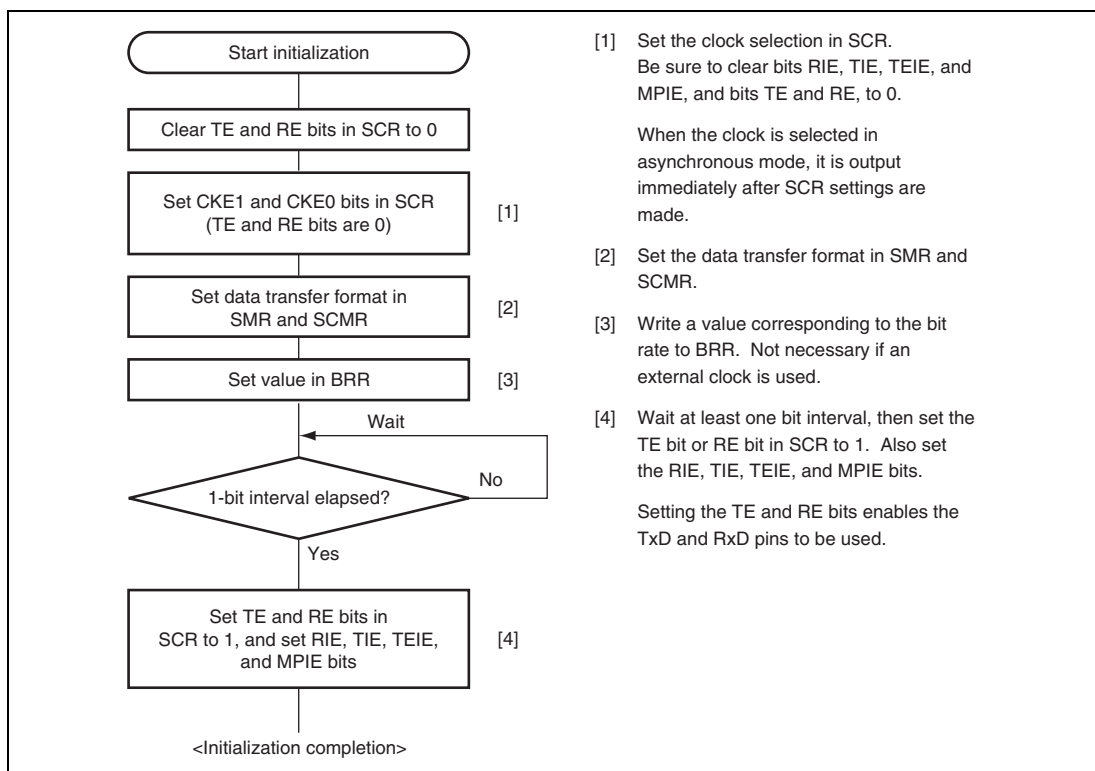 Start initialization
Clear TE and RE bits in SCR to 0
Set CKE1 and CKE0 bits in SCR
(TE and RE bits are 0)
[1]
Set data transfer format in
SMR and SCMR
[2]
Set value in BRR
[3]
Wait
1-bit interval elapsed?
No
Yes
Set TE and RE bits in
SCR to 1, and set RIE, TIE, TEIE,
and MPIE bits
[4]
<Initialization completion>
[1] Set the clock selection in SCR.
Be sure to clear bits RIE, TIE, TEIE, and
MPIE, and bits TE and RE, to 0.
When the clock is selected in
asynchronous mode, it is output
immediately after SCR settings are
made.
[2] Set the data transfer format in SMR and
SCMR.
[3] Write a value corresponding to the bit
rate to BRR. Not necessary if an
external clock is used.
[4] Wait at least one bit interval, then set the
TE bit or RE bit in SCR to 1. Also set
the RIE, TIE, TEIE, and MPIE bits.
Setting the TE and RE bits enables the
TxD and RxD pins to be used.